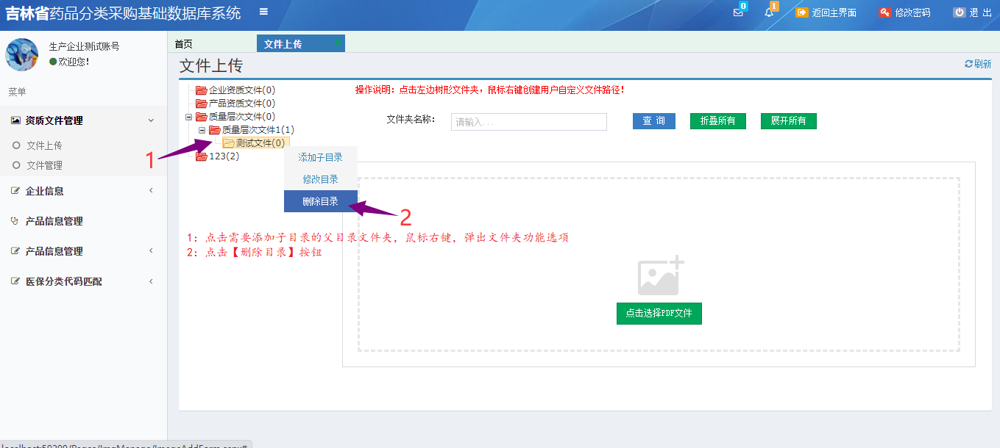 吉林省药品分类采购基础数据库系统
0
1
返回主界面
修改密码
退 出
生产企业测试账号
欢迎您!
菜单
资质文件管理
文件上传
文件管理
企业信息
产品信息管理
产品信息管理
医保分类代码匹配
首页
文件上传
文件上传
刷新
企业资质文件(0)
产品资质文件(0)
质量层次文件(0)
质量层次文件1(1)
测试文件(0)
123(2)
1
添加子目录
修改目录
删除目录
2
操作说明：点击左边树形文件夹，鼠标右键创建用户自定义文件路径!
文件夹名称：
请输入...
查 询
折叠所有
展开所有
1：点击需要添加子目录的父目录文件夹，鼠标右键，弹出文件夹功能选项
2：点击【删除目录】按钮
点击选择PDF文件